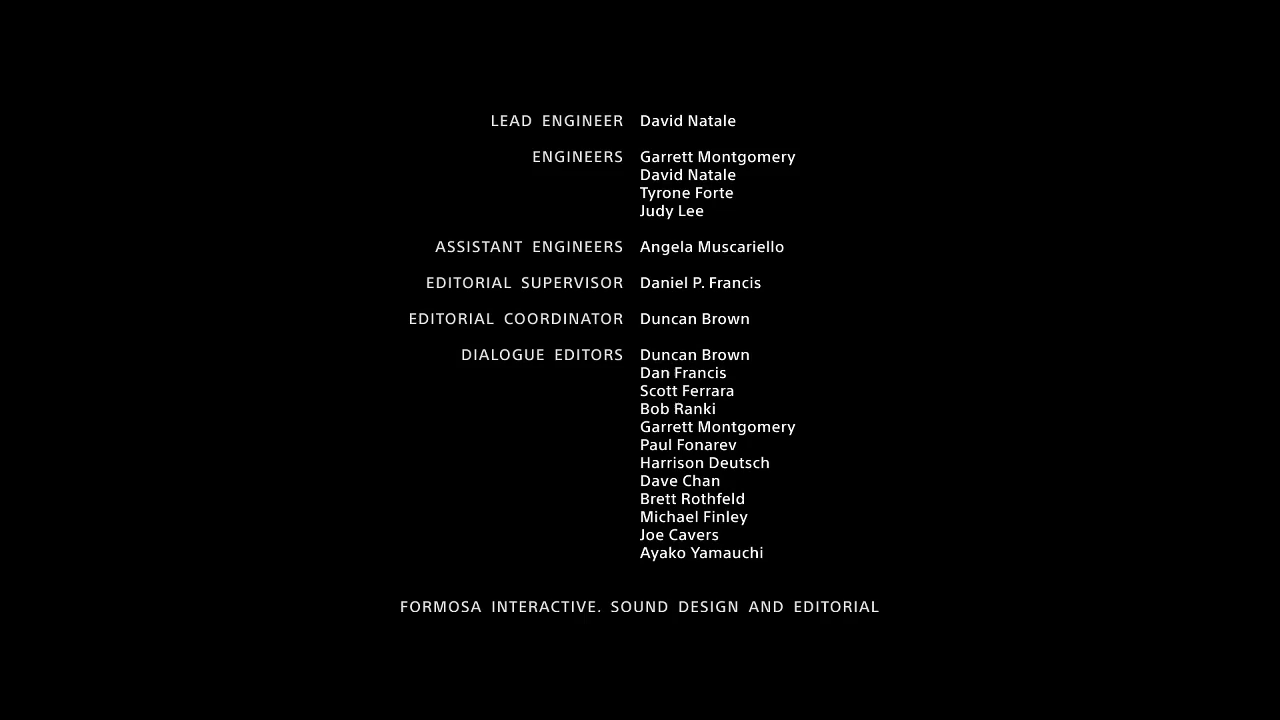 LEAD ENGINEER David Natale
ENGINEERS Garrett Montgomery
David Natale
Tyrone Forte
Judy Lee
ASSISTANT ENGINEERS Angela Muscariello
EDITORIAL SUPERVISOR Daniel P. Francis
EDITORIAL COORDINATOR Duncan Brown
DIALOGUE EDITORS Duncan Brown
Dan Francis
Scott Ferrara
Bob Ranki
Garrett Montgomery
Paul Fonarev
Harrison Deutsch
Dave Chan
Brett Rothfeld
Michael Finley
Joe Cavers
Ayako Yamauchi
FORMOSA INTERACTIVE. SOUND DESIGN AND EDITORIAL